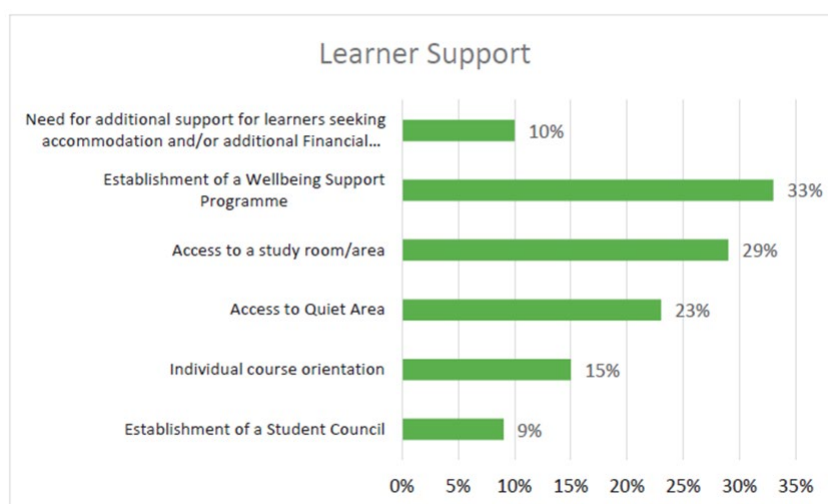 Learner Support
Need for additional support for learners seeking
accommodation and/or additional Financial...
10%
Establishment of a Wellbeing Support
Programme
33%
Access to a study room/area
29%
Access to Quiet Area
23%
Individual course orientation
15%
Establishment of a Student Council
9%
0% 5% 10% 15% 20% 25% 30% 35%